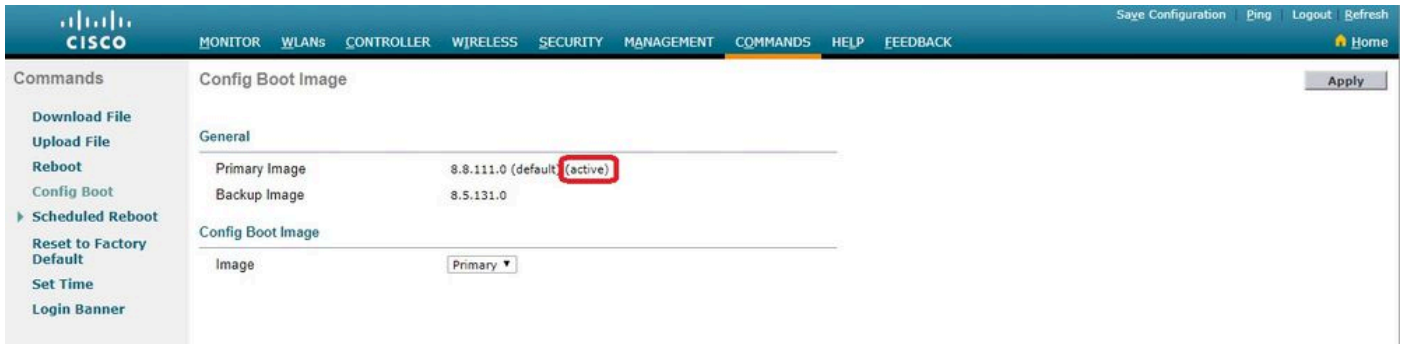 Save Configuration Ping Logout Refresh
CISCO MONITOR WLANs CONTROLLER WIRELESS SECURITY MANAGEMENT COMMANDS HELP FEEDBACK Home
Commands
Download File
Upload File
Reboot
Config Boot
Scheduled Reboot
Reset to Factory
Default
Set Time
Login Banner
Config Boot Image
Apply
General
Primary Image 8.8.111.0 (default) (active)
Backup Image 8.5.131.0
Config Boot Image
Image Primary